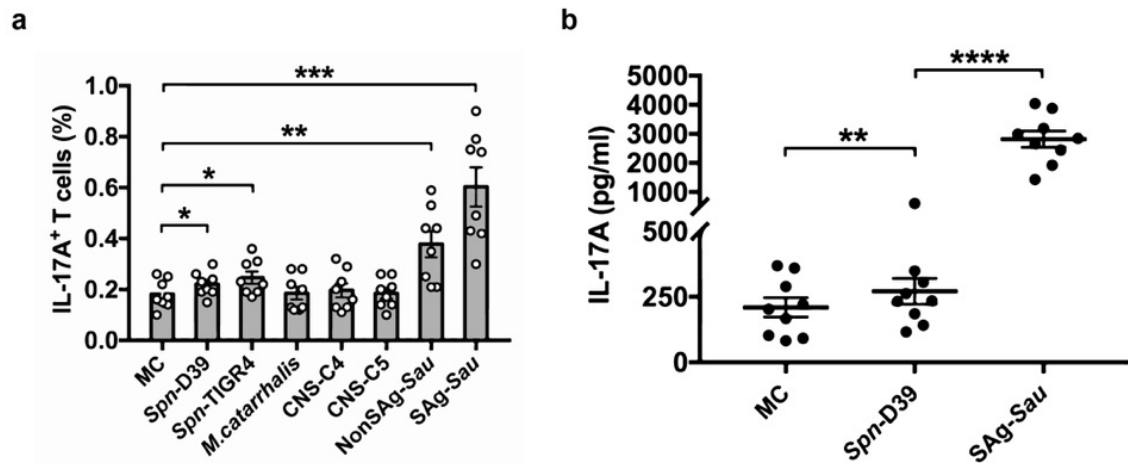 a
b
IL-17A+ T cells (%)
1.0
0.8
0.6
0.4
0.2
0.0
***
**
*
*
MC
Spn-D39
Spn-TIGR4
M.catarrhalis
CNS-C4
CNS-C5
NonSAg-Sau
SAg-Sau
IL-17A (pg/ml)
5000
4000
3000
2000
1000
500
250
0
****
**
MC
Spn-D39
SAg-Sau